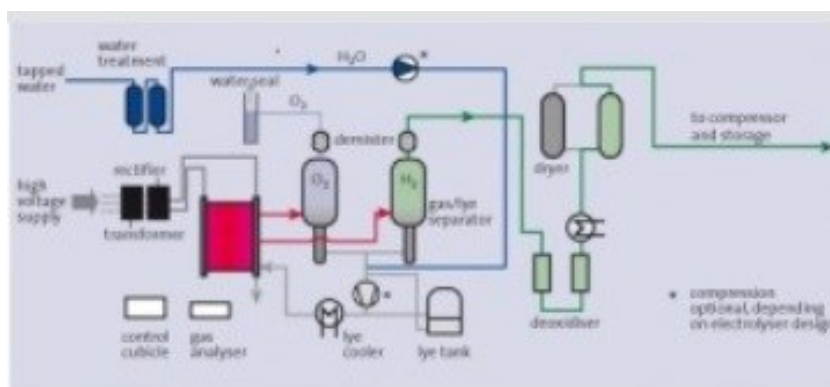 water
treatment
H₂O
*
tapped
water
water seal
O₂
demister
to compressor
and storage
dryer
rectifier
O₂
H₂
high
voltage
supply
gas/lye
separator
transformer
*
* compression
optional, depending
on electrolyser design
deoxidiser
control
cubicle
gas
analyser
lye
cooler
lye tank